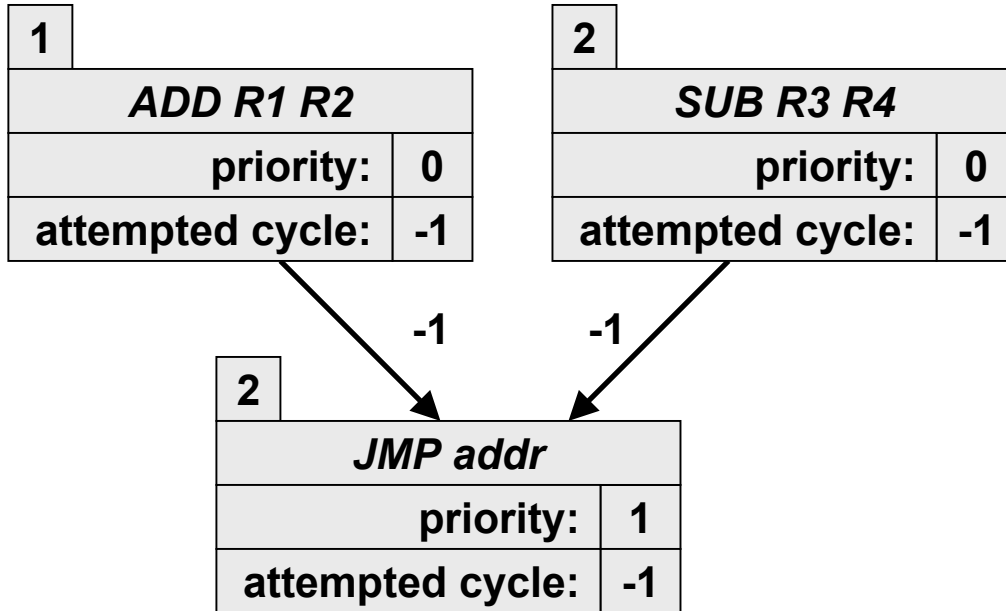 1
ADD R1 R2
priority: 0
attempted cycle: -1
2
SUB R3 R4
priority: 0
attempted cycle: -1
-1
-1
2
JMP addr
priority: 1
attempted cycle: -1